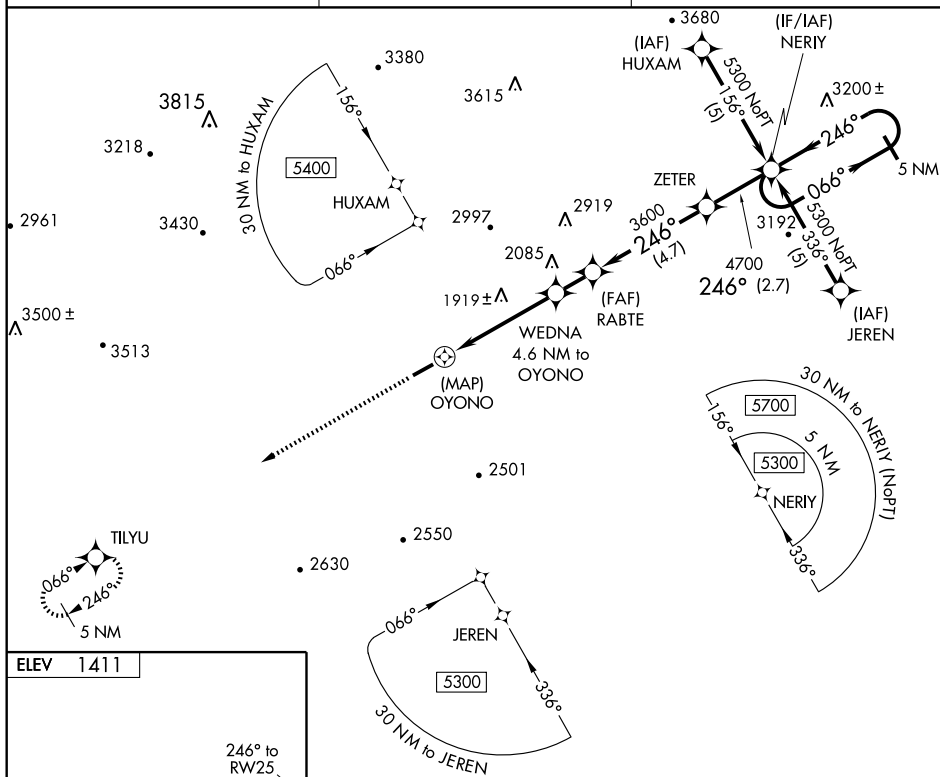 3680
(IF/IAF)
NERIY
(IAF)
HUXAM
3380
5300 NoPT
156°
(5)
3815
3615
3200 ±
156°
246°
3218
30 NM to HUXAM
5400
066°
5 NM
HUXAM
ZETER
2961
3430
2997
2919
3600
246°
(4.7)
3192
5300 NoPT
336°
(5)
066°
2085
4700
246° (2.7)
1919 ±
(FAF)
RABTE
(IAF)
JEREN
3500 ±
3513
WEDNA
4.6 NM to
OYONO
(MAP)
OYONO
30 NM to NERIY (NoPT)
5700
156°
5 NM
5300
NERIY
336°
2501
2550
TILYU
2630
066°
246°
5 NM
066°
JEREN
336°
5300
30 NM to JEREN
ELEV 1411
246° to
RW25